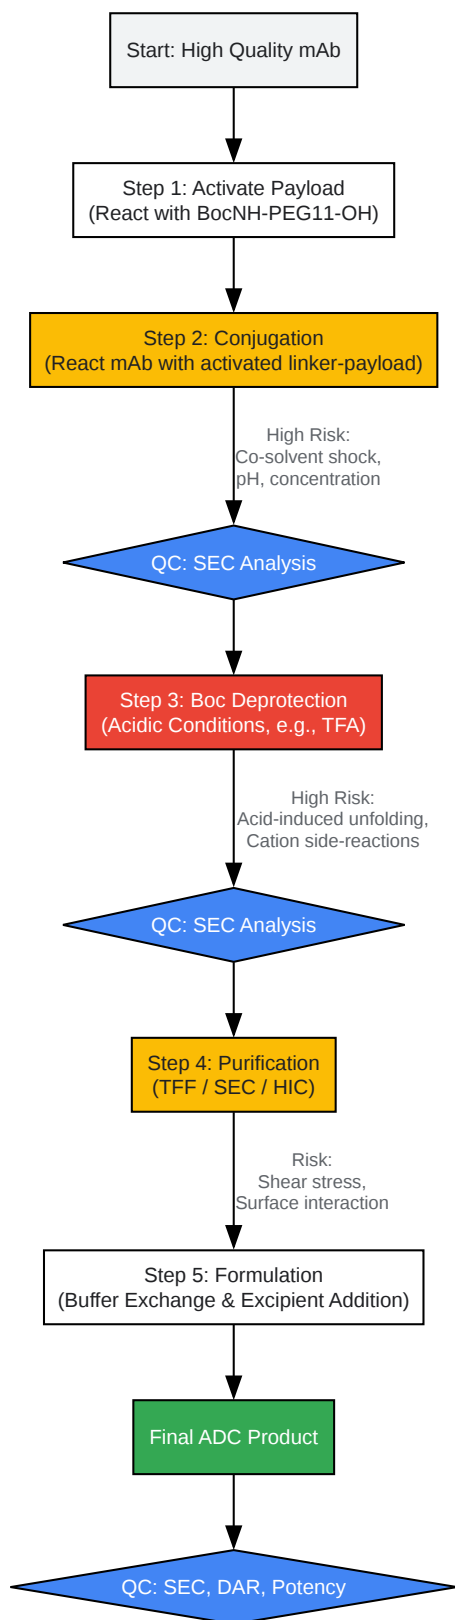 Start: High Quality mAb
Step 1: Activate Payload
(React with BocNH-PEG11-OH)
Step 2: Conjugation
(React mAb with activated linker-payload)
High Risk:
Co-solvent shock,
pH, concentration
QC: SEC Analysis
Step 3: Boc Deprotection
(Acidic Conditions, e.g., TFA)
High Risk:
Acid-induced unfolding,
Cation side-reactions
QC: SEC Analysis
Step 4: Purification
(TFF / SEC / HIC)
Risk:
Shear stress,
Surface interaction
Step 5: Formulation
(Buffer Exchange & Excipient Addition)
Final ADC Product
QC: SEC, DAR, Potency